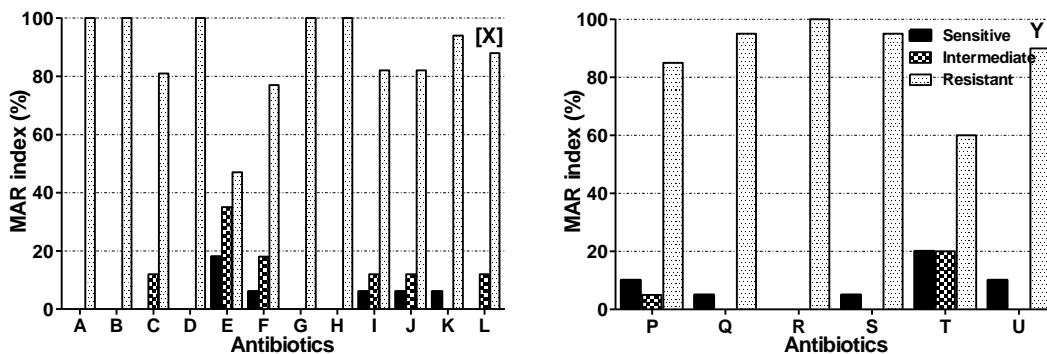 [X]
MAR index (%)
100
80
60
40
20
0
A B C D E F G H I J K L
Antibiotics
Y
Sensitive
Intermediate
Resistant
MAR index (%)
100
80
60
40
20
0
P Q R S T U
Antibiotics